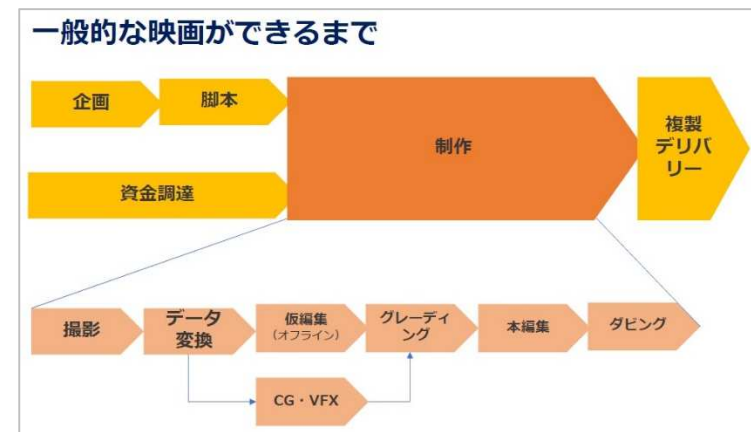 一般的な映画ができるまで
企画
脚本
資金調達
制作
複製
デリバ
リー
撮影
データ
変換
仮編集
(オフライン)
グレーディ
ング
本編集
ダビング
CG・VFX